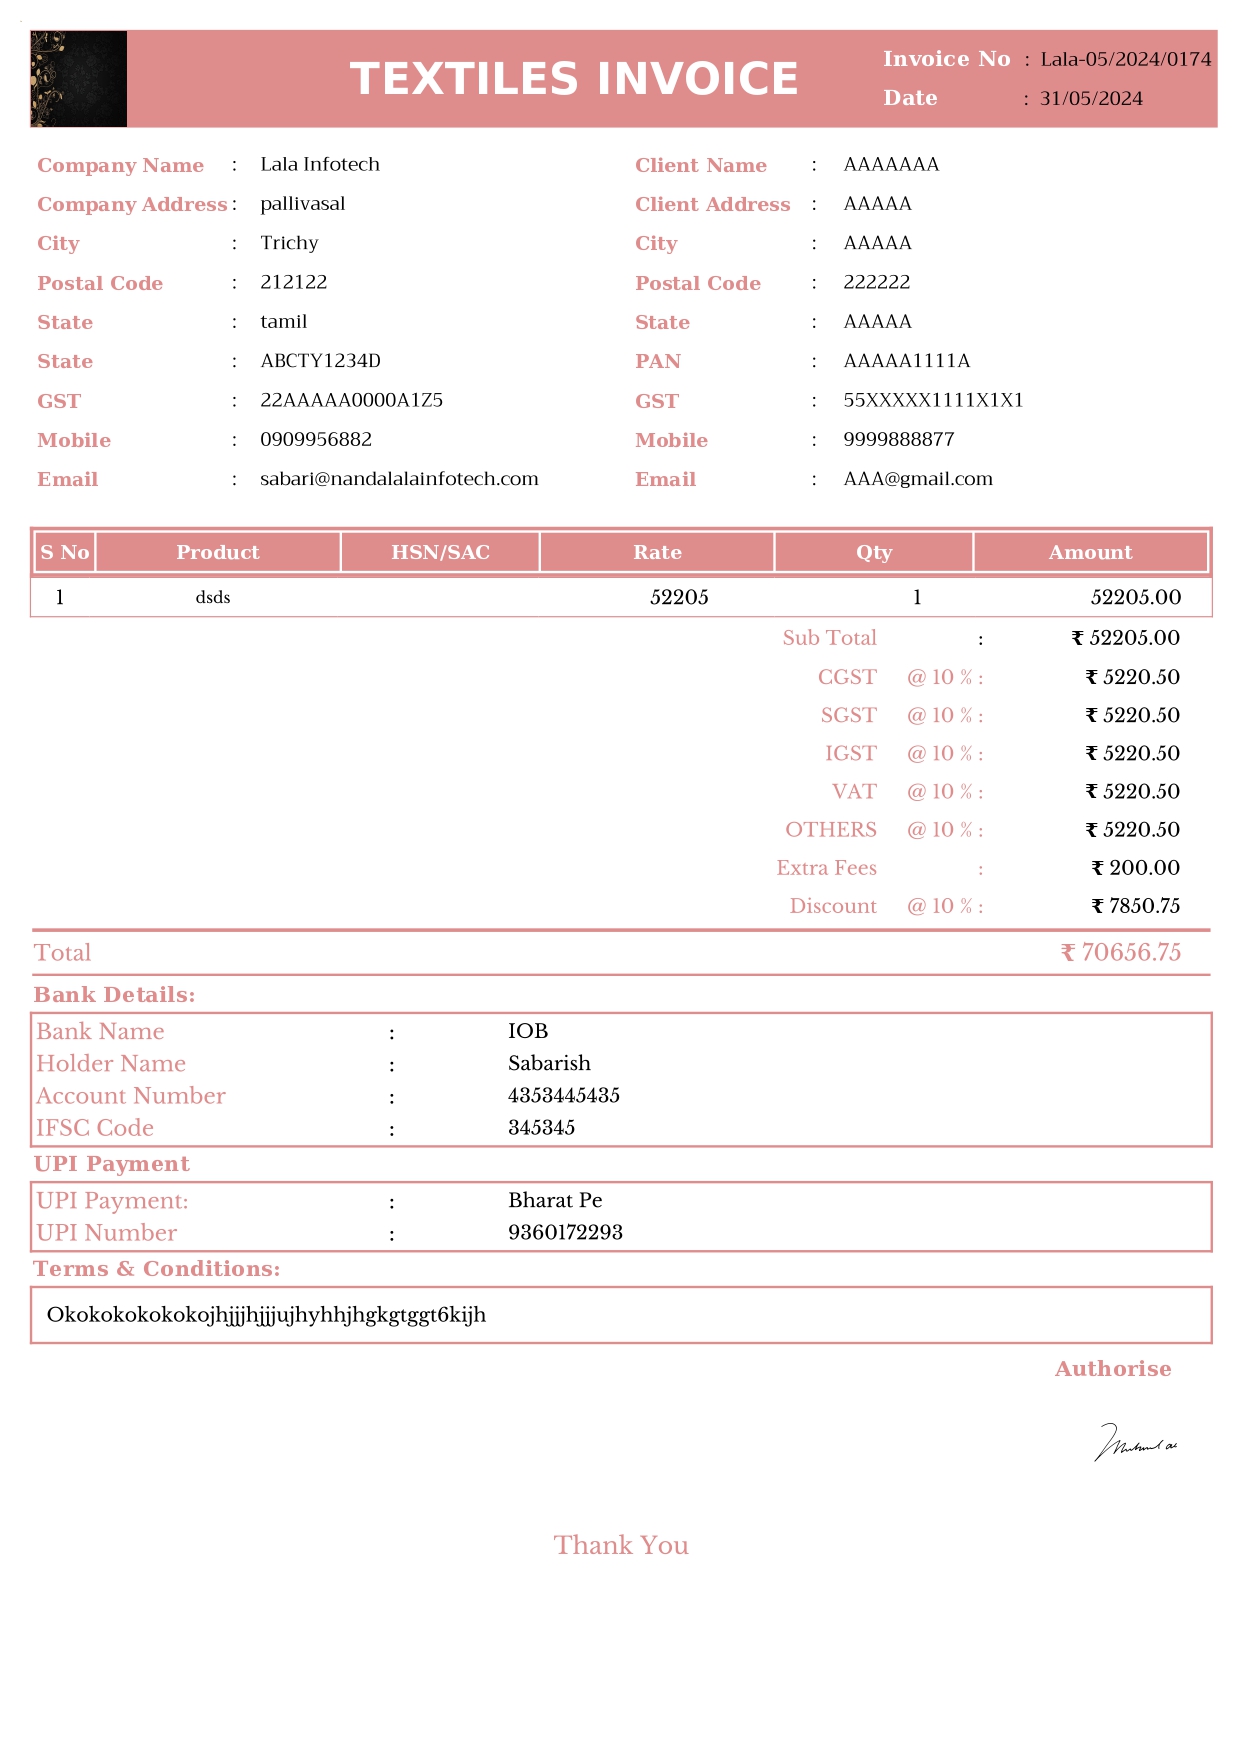 TEXTILES INVOICE
Invoice No : Lala-05/2024/0174
Date : 31/05/2024
Company Name : Lala Infotech
Company Address : pallivasal
City : Trichy
Postal Code : 212122
State : tamil
State : ABCTY1234D
GST : 22AAAAA0000A1Z5
Mobile : 0909956882
Email : sabari@nandalalainfotech.com
Client Name : AAAAAAA
Client Address : AAAAA
City : AAAAA
Postal Code : 222222
State : AAAAA
PAN : AAAAA1111A
GST : 55XXXXX1111X1X1
Mobile : 9999888877
Email : AAA@gmail.com
S No Product HSN/SAC Rate Qty Amount
1 dsds 52205 1 52205.00
Sub Total : ₹ 52205.00
CGST @ 10 % : ₹ 5220.50
SGST @ 10 % : ₹ 5220.50
IGST @ 10 % : ₹ 5220.50
VAT @ 10 % : ₹ 5220.50
OTHERS @ 10 % : ₹ 5220.50
Extra Fees : ₹ 200.00
Discount @ 10 % : ₹ 7850.75
Total ₹ 70656.75
Bank Details:
Bank Name : IOB
Holder Name : Sabarish
Account Number : 4353445435
IFSC Code : 345345
UPI Payment
UPI Payment: : Bharat Pe
UPI Number : 9360172293
Terms & Conditions:
Okokokokokokojhjjjhjjjujhyhhjhgkgtggt6kijh
Authorise
Thank You